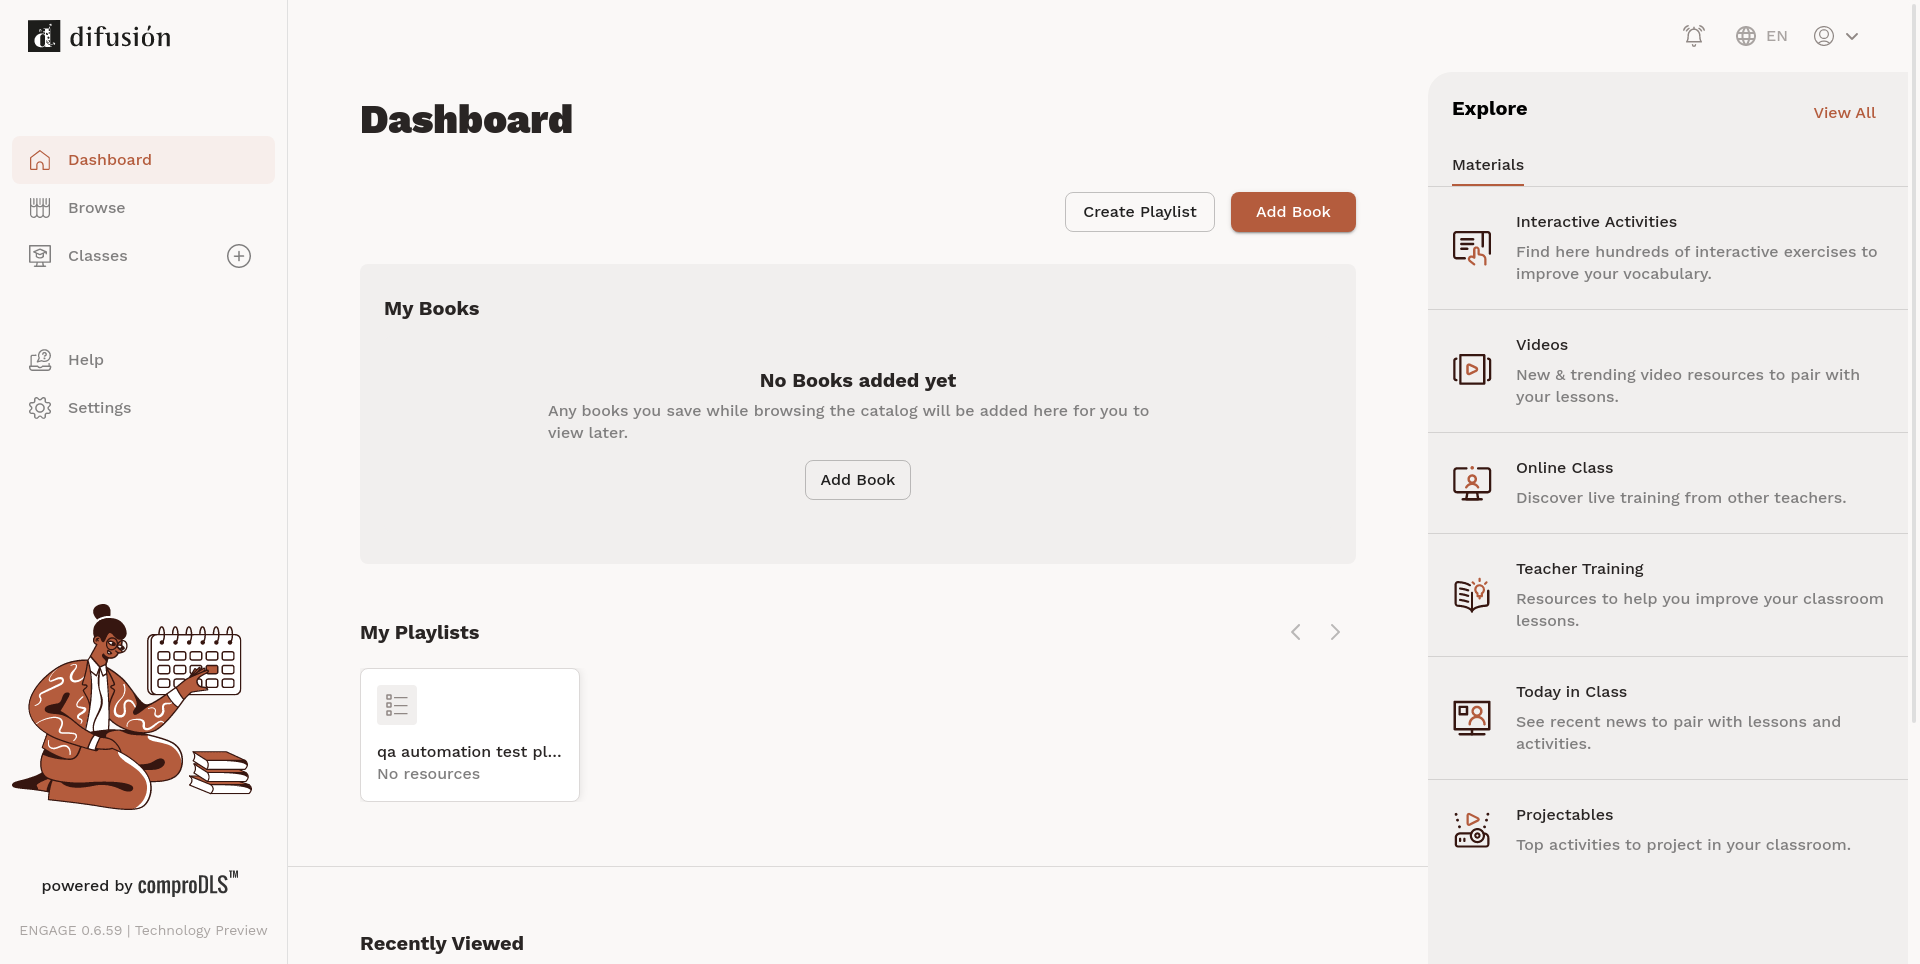 difusión
Dashboard
Browse
Classes
Help
Settings
powered by comproDLS™
ENGAGE 0.6.59 | Technology Preview
EN
Dashboard
Create Playlist
Add Book
My Books
No Books added yet
Any books you save while browsing the catalog will be added here for you to
view later.
Add Book
My Playlists
qa automation test pl...
No resources
Recently Viewed
Explore
View All
Materials
Interactive Activities
Find here hundreds of interactive exercises to
improve your vocabulary.
Videos
New & trending video resources to pair with
your lessons.
Online Class
Discover live training from other teachers.
Teacher Training
Resources to help you improve your classroom
lessons.
Today in Class
See recent news to pair with lessons and
activities.
Projectables
Top activities to project in your classroom.